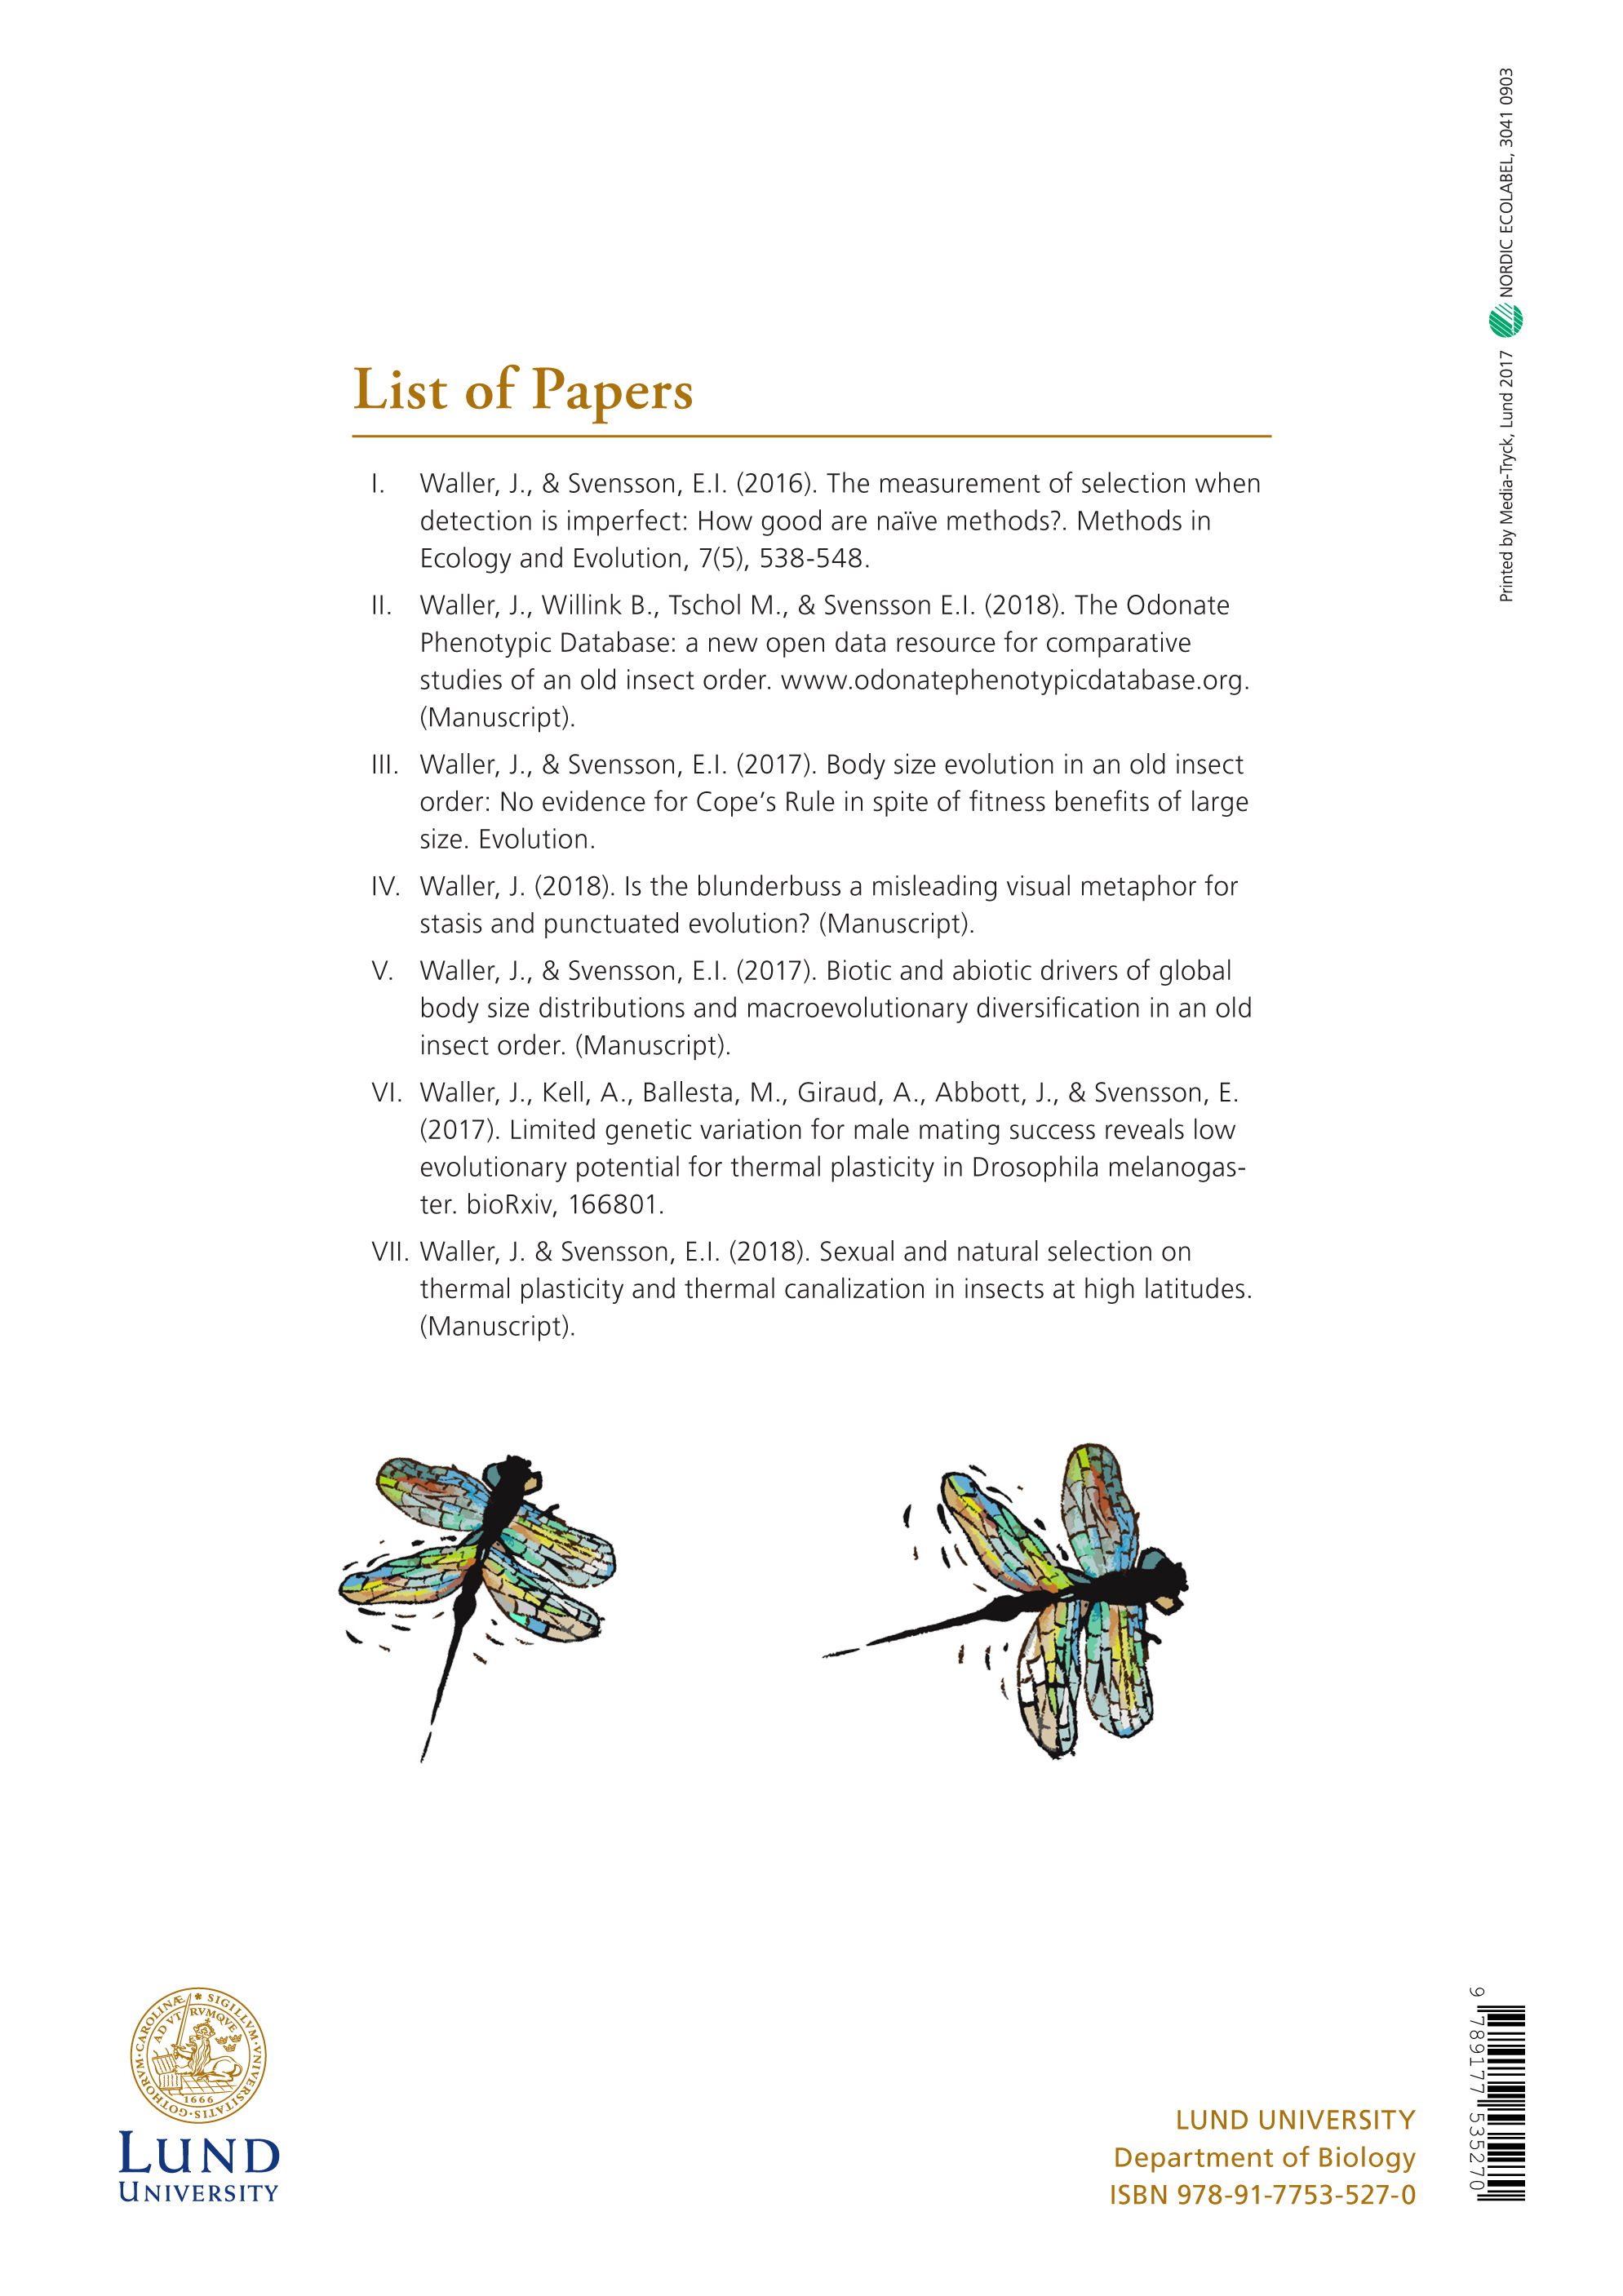 List of Papers
I. Waller, J., & Svensson, E.I. (2016). The measurement of selection when
detection is imperfect: How good are naïve methods?. Methods in
Ecology and Evolution, 7(5), 538-548.
II. Waller, J., Willink B., Tschol M., & Svensson E.I. (2018). The Odonate
Phenotypic Database: a new open data resource for comparative
studies of an old insect order. www.odonatephenotypicdatabase.org.
(Manuscript).
III. Waller, J., & Svensson, E.I. (2017). Body size evolution in an old insect
order: No evidence for Cope’s Rule in spite of fitness benefits of large
size. Evolution.
IV. Waller, J. (2018). Is the blunderbuss a misleading visual metaphor for
stasis and punctuated evolution? (Manuscript).
V. Waller, J., & Svensson, E.I. (2017). Biotic and abiotic drivers of global
body size distributions and macroevolutionary diversification in an old
insect order. (Manuscript).
VI. Waller, J., Kell, A., Ballesta, M., Giraud, A., Abbott, J., & Svensson, E.
(2017). Limited genetic variation for male mating success reveals low
evolutionary potential for thermal plasticity in Drosophila melanogas-
ter. bioRxiv, 166801.
VII. Waller, J. & Svensson, E.I. (2018). Sexual and natural selection on
thermal plasticity and thermal canalization in insects at high latitudes.
(Manuscript).
Printed by Media-Tryck, Lund 2017 NORDIC ECOLABEL, 3041 0903
SIGILLVM·VNIVERSITATIS·GOTHORVM·CAROLINÆ
AD VTRVMQVE
1666
LUND
UNIVERSITY
LUND UNIVERSITY
Department of Biology
ISBN 978-91-7753-527-0
9 789177 535270